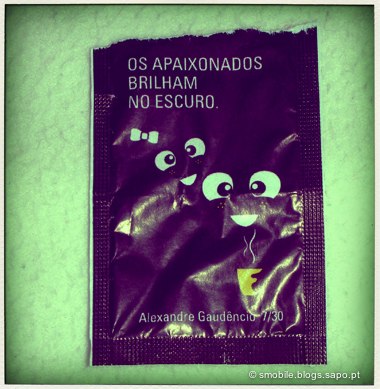 OS APAIXONADOS
BRILHAM
NO ESCURO.
Alexandre Gaudêncio 7/30
© smobile.blogs.sapo.pt